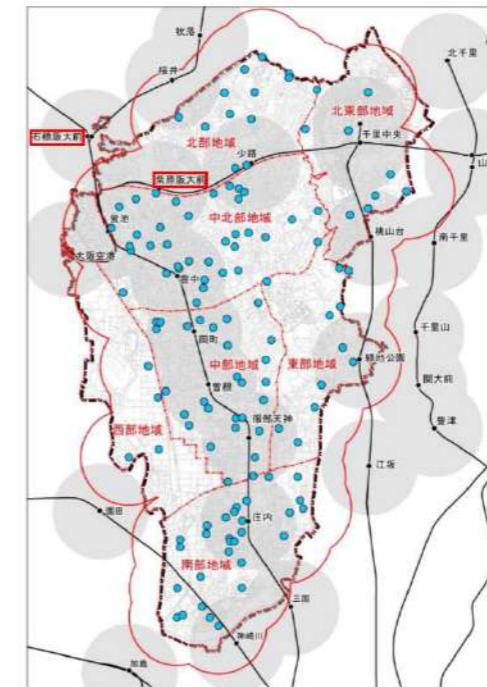 牧落
桜井
北千里
北東部地域
石橋阪大前
千里中央
北部地域
少路
山
柴原阪大前
蛍池
中北部地域
桃山台
南千里
大阪空港
豊中
岡町
千里山
中部地域
東部地域
緑地公園
曽根
関大前
西部地域
服部天神
豊津
江坂
園田
庄内
南部地域
三国
神崎川
加島